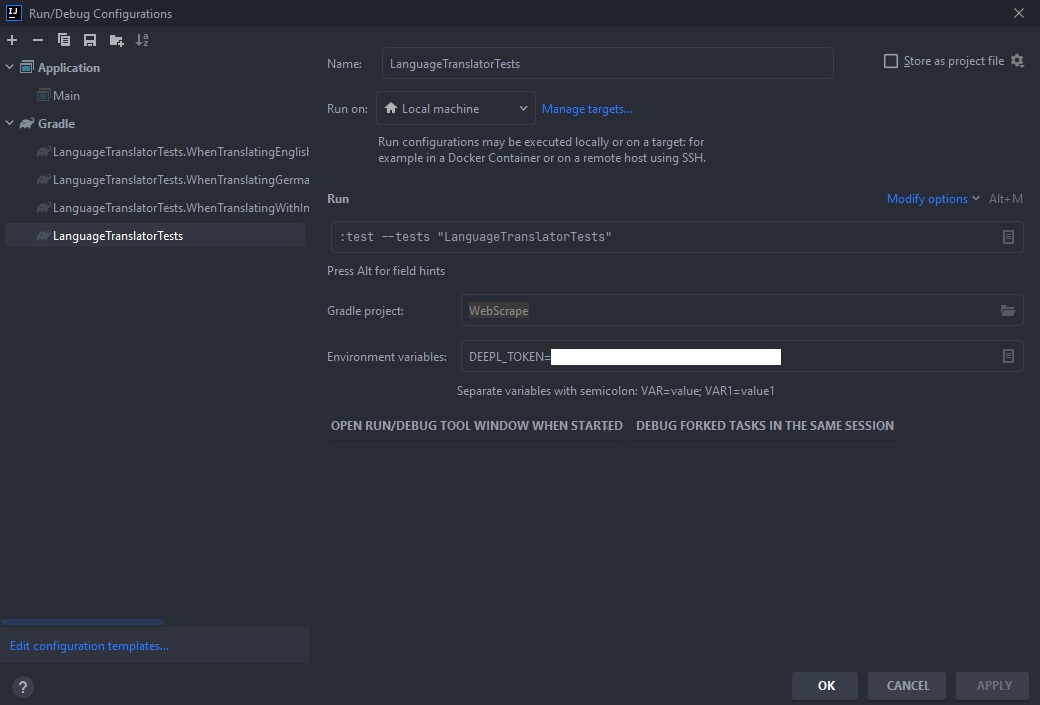 Run/Debug Configurations
Application
Main
Gradle
LanguageTranslatorTests.WhenTranslatingEnglish
LanguageTranslatorTests.WhenTranslatingGerma
LanguageTranslatorTests.WhenTranslatingWithIn
LanguageTranslatorTests
Edit configuration templates...
?
Name: LanguageTranslatorTests
Store as project file
Run on: Local machine Manage targets...
Run configurations may be executed locally or on a target: for
example in a Docker Container or on a remote host using SSH.
Run Modify options Alt+M
:test --tests "LanguageTranslatorTests"
Press Alt for field hints
Gradle project: WebScrape
Environment variables: DEEPL_TOKEN=
Separate variables with semicolon: VAR=value; VAR1=value1
OPEN RUN/DEBUG TOOL WINDOW WHEN STARTED DEBUG FORKED TASKS IN THE SAME SESSION
OK CANCEL APPLY